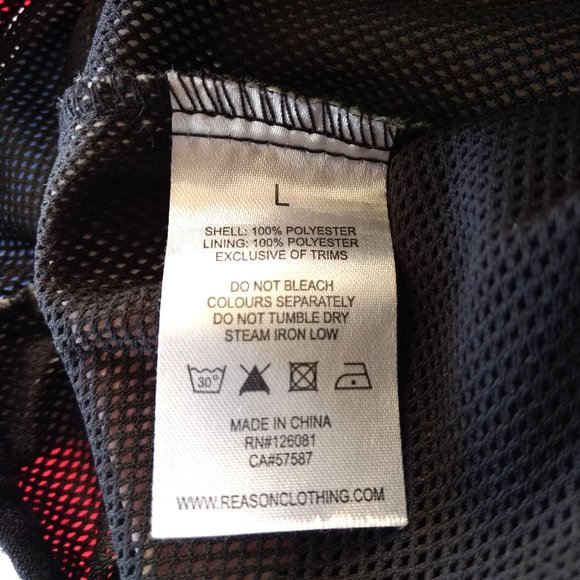 L
SHELL: 100% POLYESTER
LINING: 100% POLYESTER
EXCLUSIVE OF TRIMS
DO NOT BLEACH
COLOURS SEPARATELY
DO NOT TUMBLE DRY
STEAM IRON LOW
30°
MADE IN CHINA
RN#126081
CA#57587
WWW.REASONCLOTHING.COM